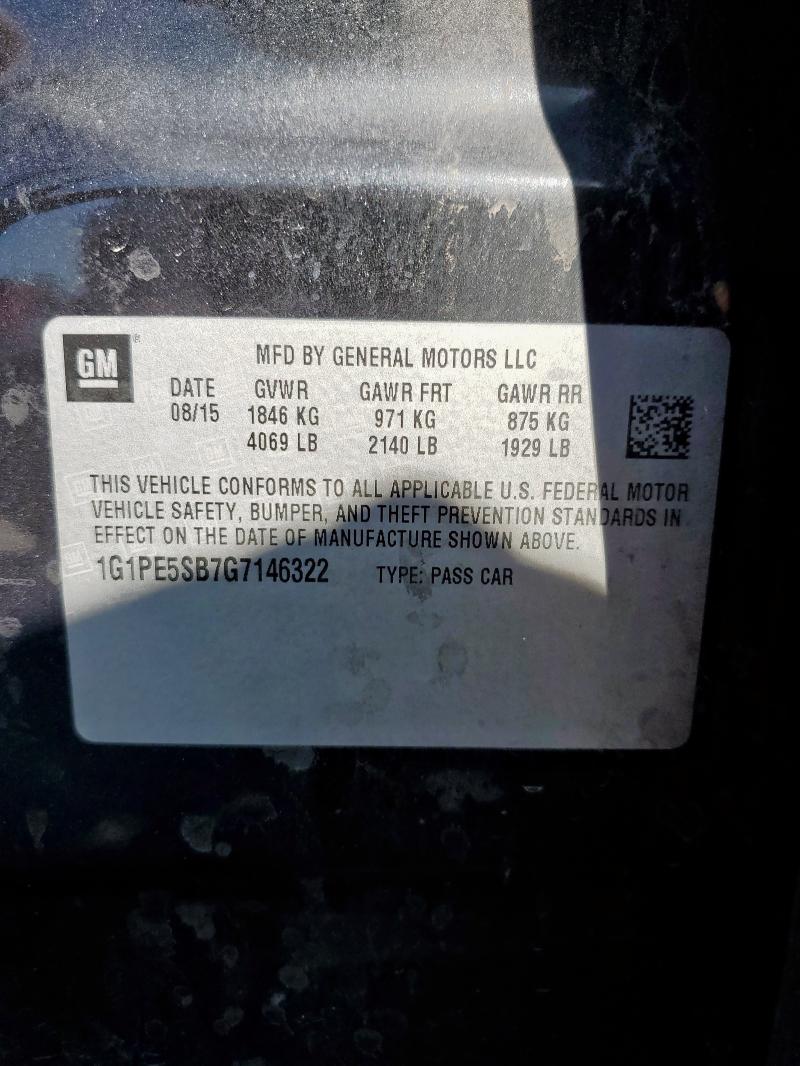 GM
MFD BY GENERAL MOTORS LLC
DATE GVWR GAWR FRT GAWR RR
08/15 1846 KG 971 KG 875 KG
4069 LB 2140 LB 1929 LB
THIS VEHICLE CONFORMS TO ALL APPLICABLE U.S. FEDERAL MOTOR
VEHICLE SAFETY, BUMPER, AND THEFT PREVENTION STANDARDS IN
EFFECT ON THE DATE OF MANUFACTURE SHOWN ABOVE.
1G1PE5SB7G7146322 TYPE: PASS CAR